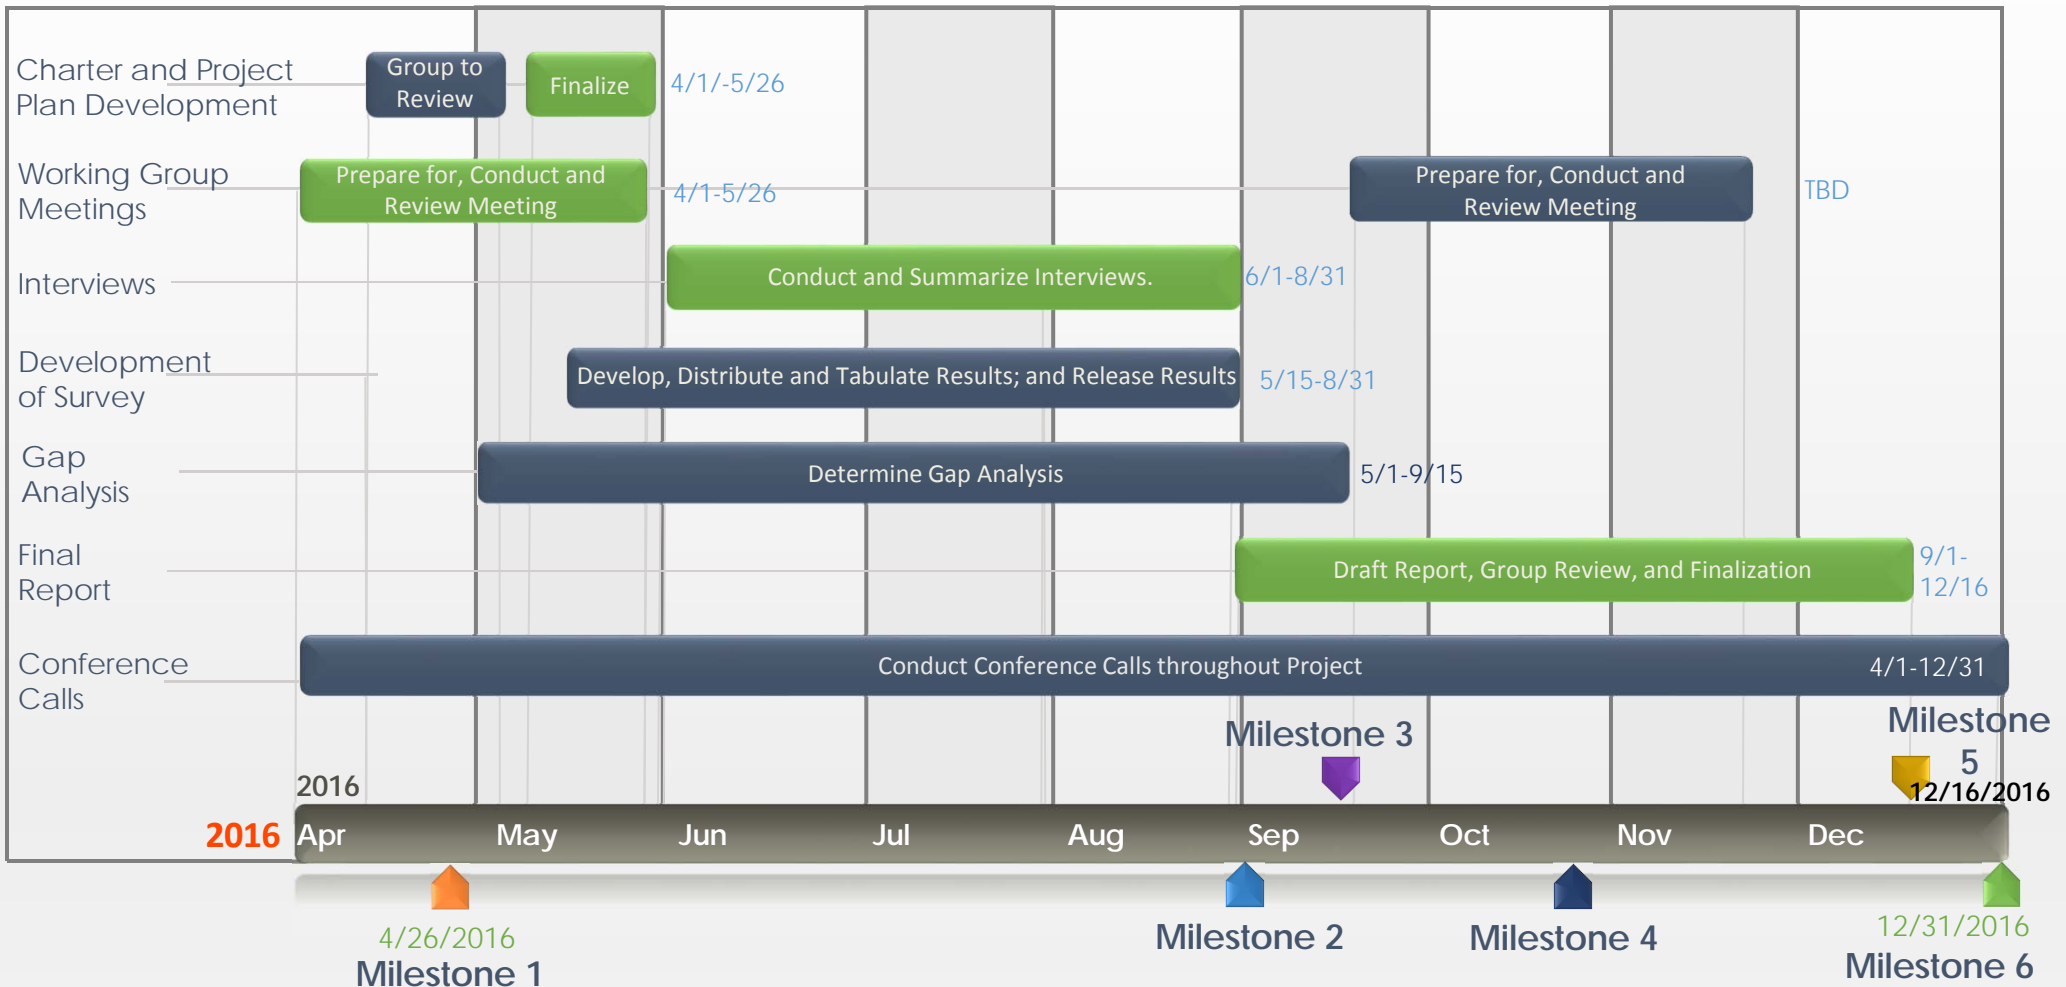 Charter and Project
Plan Development
Group to
Review
Finalize
4/1/-5/26
Working Group
Meetings
Prepare for, Conduct and
Review Meeting
4/1-5/26
Prepare for, Conduct and
Review Meeting
TBD
Interviews
Conduct and Summarize Interviews.
6/1-8/31
Development
of Survey
Develop, Distribute and Tabulate Results; and Release Results
5/15-8/31
Gap
Analysis
Determine Gap Analysis
5/1-9/15
Final
Report
Draft Report, Group Review, and Finalization
9/1-
12/16
Conference
Calls
Conduct Conference Calls throughout Project
4/1-12/31
Milestone 3
Milestone
5
12/16/2016
2016
2016
Apr
May
Jun
Jul
Aug
Sep
Oct
Nov
Dec
4/26/2016
Milestone 1
Milestone 2
Milestone 4
12/31/2016
Milestone 6